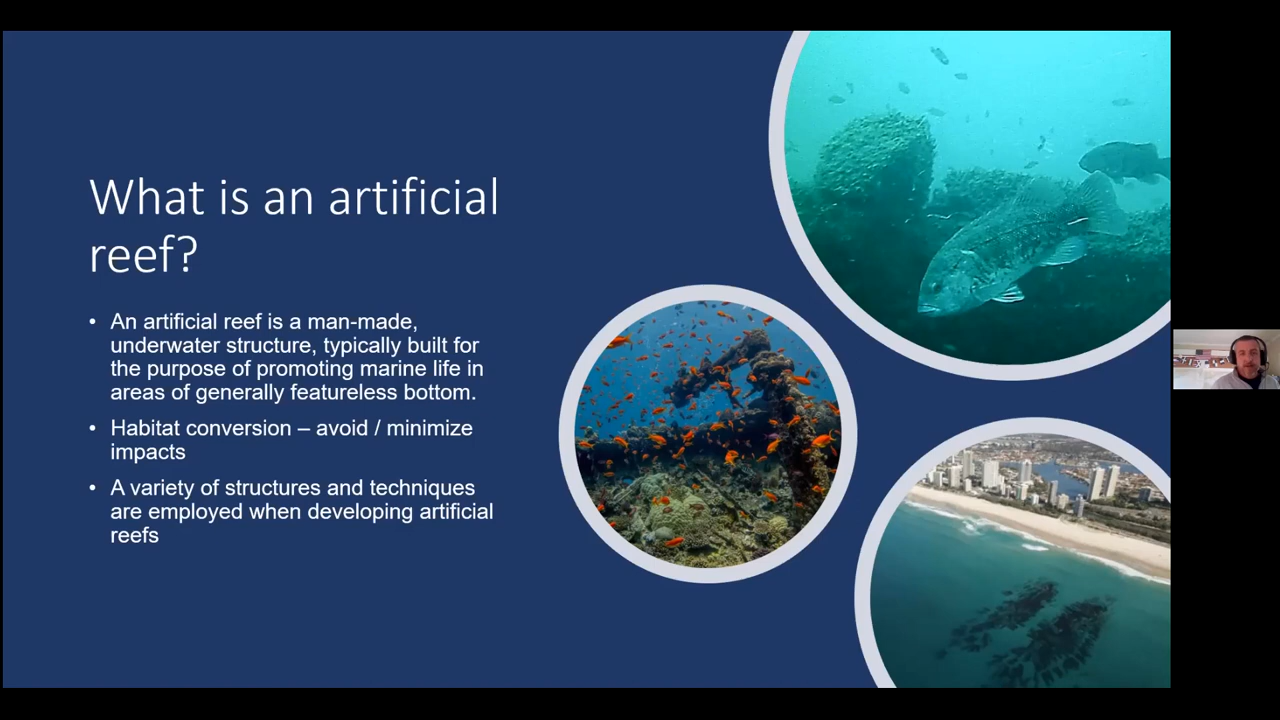 What is an artificial
reef?
• An artificial reef is a man-made,
underwater structure, typically built for
the purpose of promoting marine life in
areas of generally featureless bottom.
• Habitat conversion – avoid / minimize
impacts
• A variety of structures and techniques
are employed when developing artificial
reefs